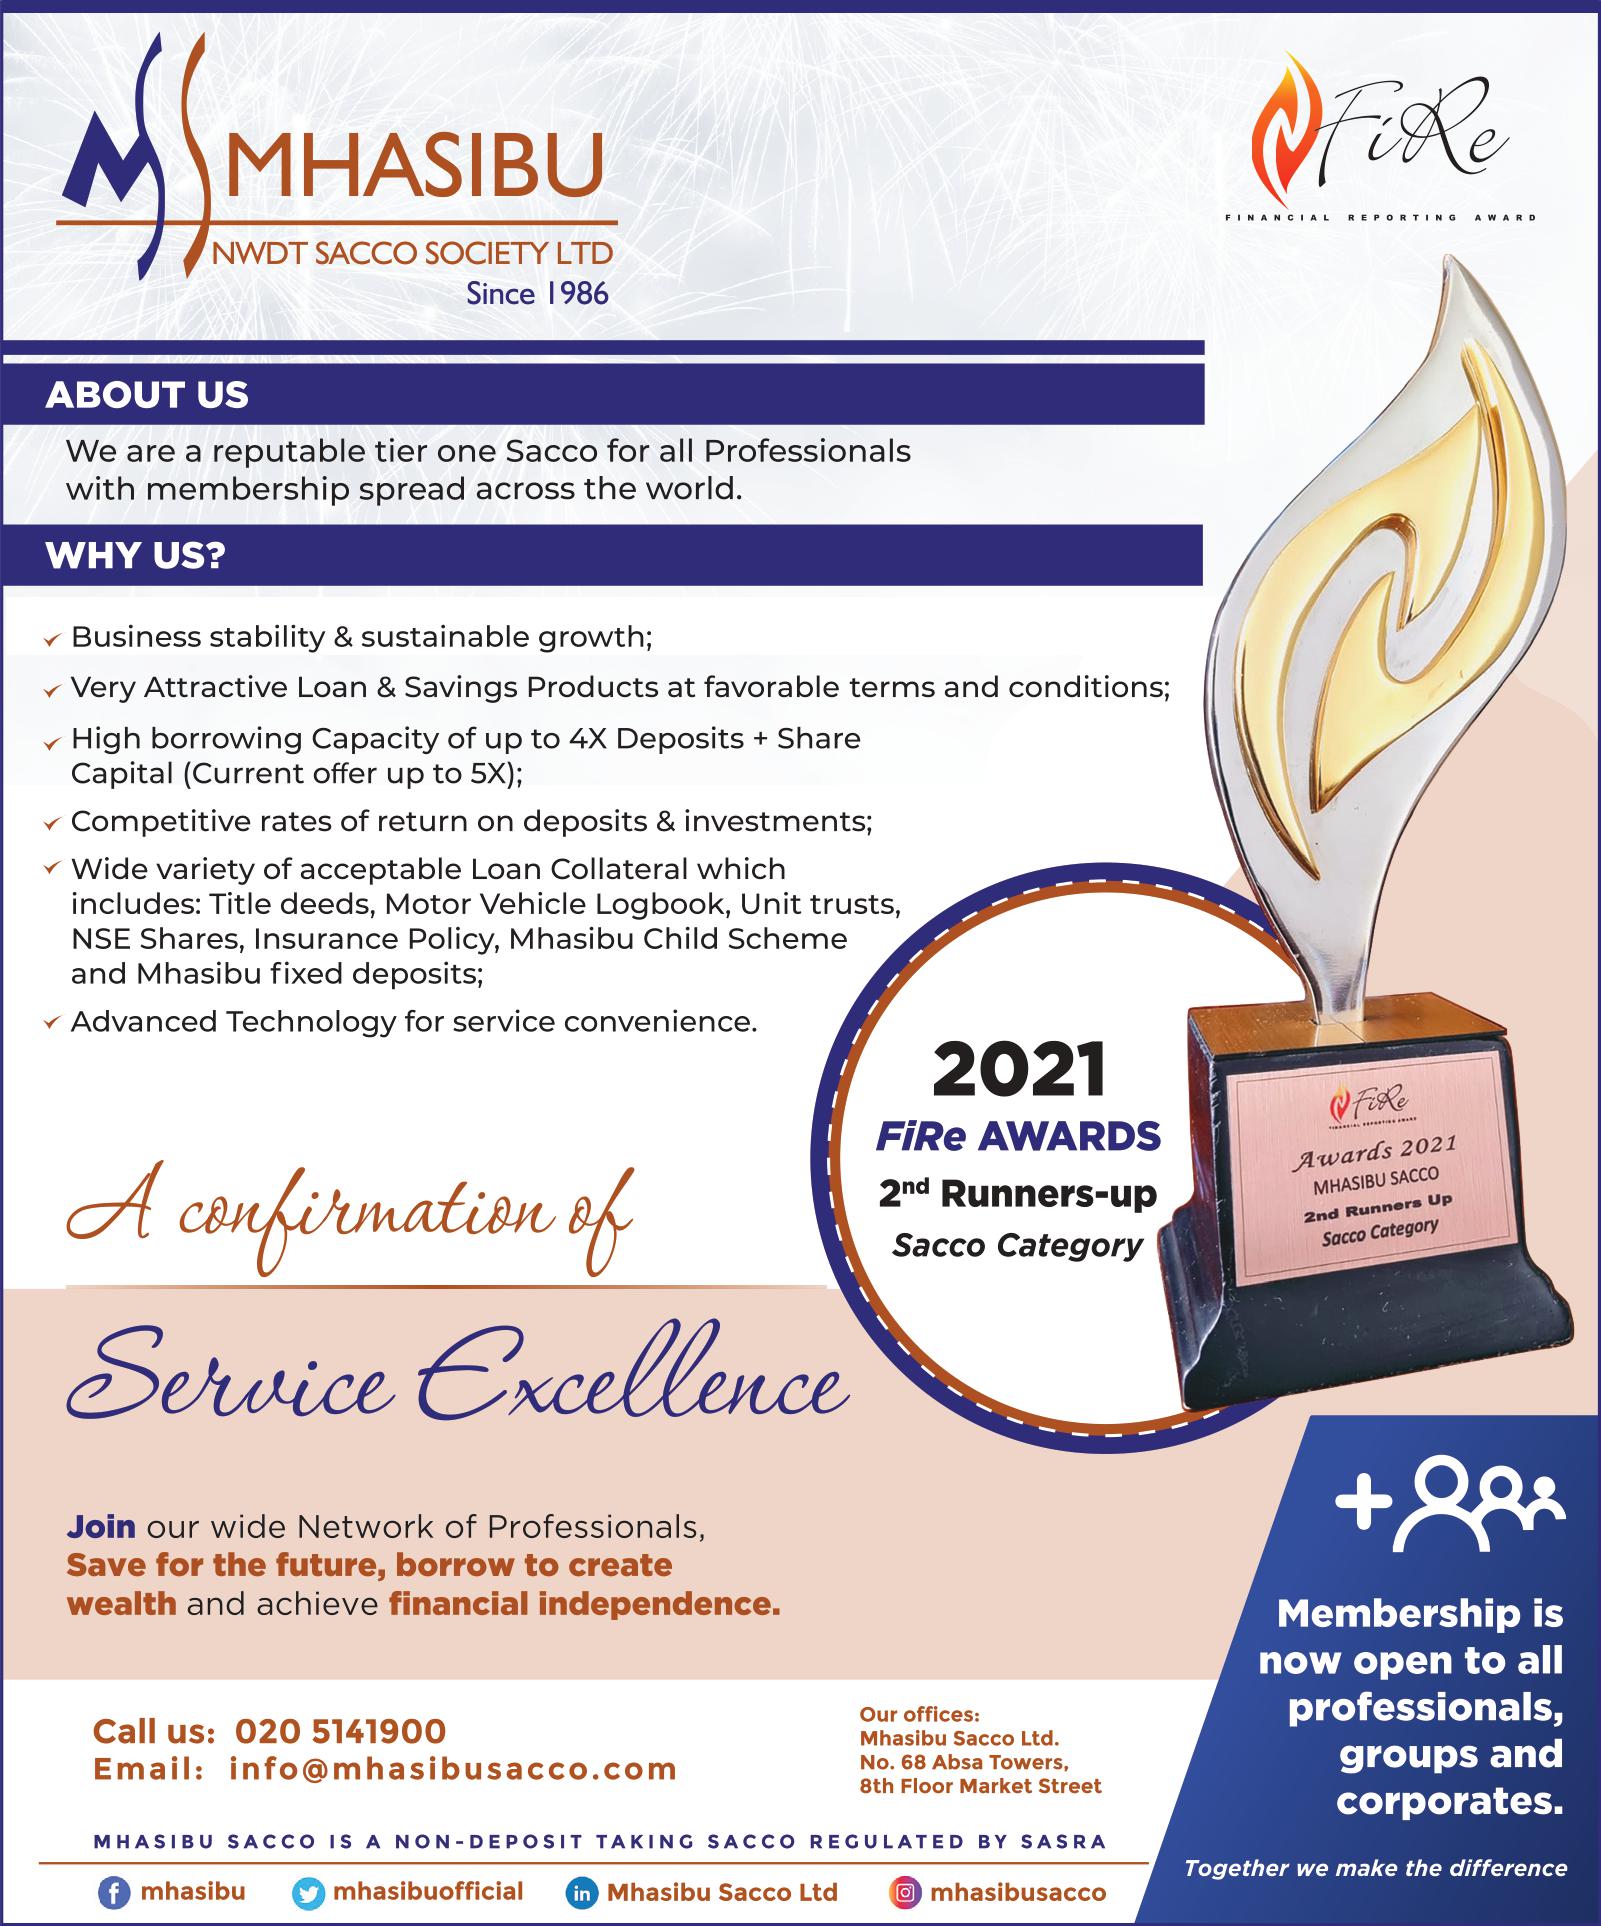 MS MHASIBU
NWDT SACCO SOCIETY LTD
Since 1986
FiRe
FINANCIAL REPORTING AWARD
ABOUT US
We are a reputable tier one Sacco for all Professionals
with membership spread across the world.
WHY US?
Business stability & sustainable growth;
Very Attractive Loan & Savings Products at favorable terms and conditions;
High borrowing Capacity of up to 4X Deposits + Share
Capital (Current offer up to 5X);
Competitive rates of return on deposits & investments;
Wide variety of acceptable Loan Collateral which
includes: Title deeds, Motor Vehicle Logbook, Unit trusts,
NSE Shares, Insurance Policy, Mhasibu Child Scheme
and Mhasibu fixed deposits;
Advanced Technology for service convenience.
2021
FiRe AWARDS
2nd Runners-up
Sacco Category
FiRe
FINANCIAL REPORTING AWARD
Awards 2021
MHASIBU SACCO
2nd Runners Up
Sacco Category
A confirmation of
Service Excellence
Join our wide Network of Professionals,
Save for the future, borrow to create
wealth and achieve financial independence.
Membership is
now open to all
professionals,
groups and
corporates.
Together we make the difference
Call us: 020 5141900
Email: info@mhasibusacco.com
Our offices:
Mhasibu Sacco Ltd.
No. 68 Absa Towers,
8th Floor Market Street
MHASIBU SACCO IS A NON-DEPOSIT TAKING SACCO REGULATED BY SASRA
mhasibu mhasibuofficial Mhasibu Sacco Ltd mhasibusacco